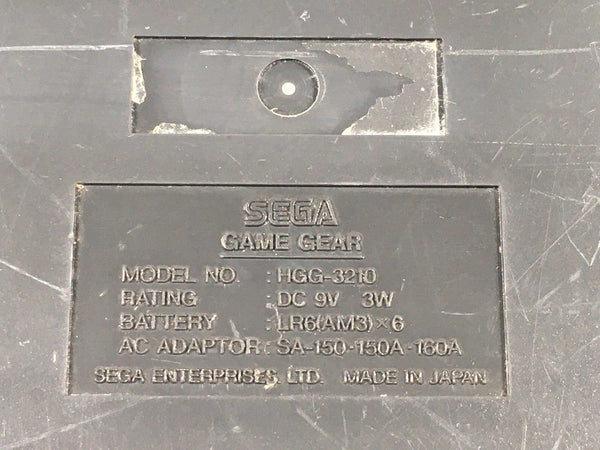 SEGA
GAME GEAR
MODEL NO. : HGG-3210
RATING : DC 9V 3W
BATTERY : LR6(AM3)×6
AC ADAPTOR : SA-150·150A·160A
SEGA ENTERPRISES LTD. MADE IN JAPAN